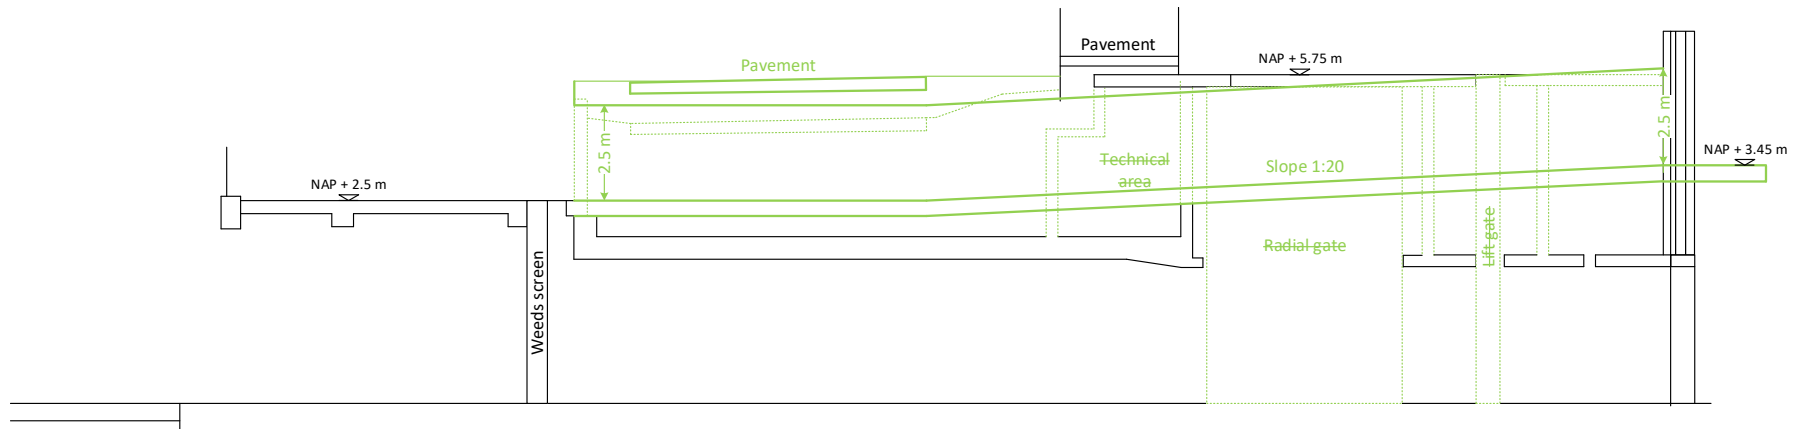 Pavement
Pavement
NAP + 5.75 m
2.5 m
2.5 m
NAP + 3.45 m
Technical
area
Slope 1:20
NAP + 2.5 m
Radial gate
Lift gate
Weeds screen